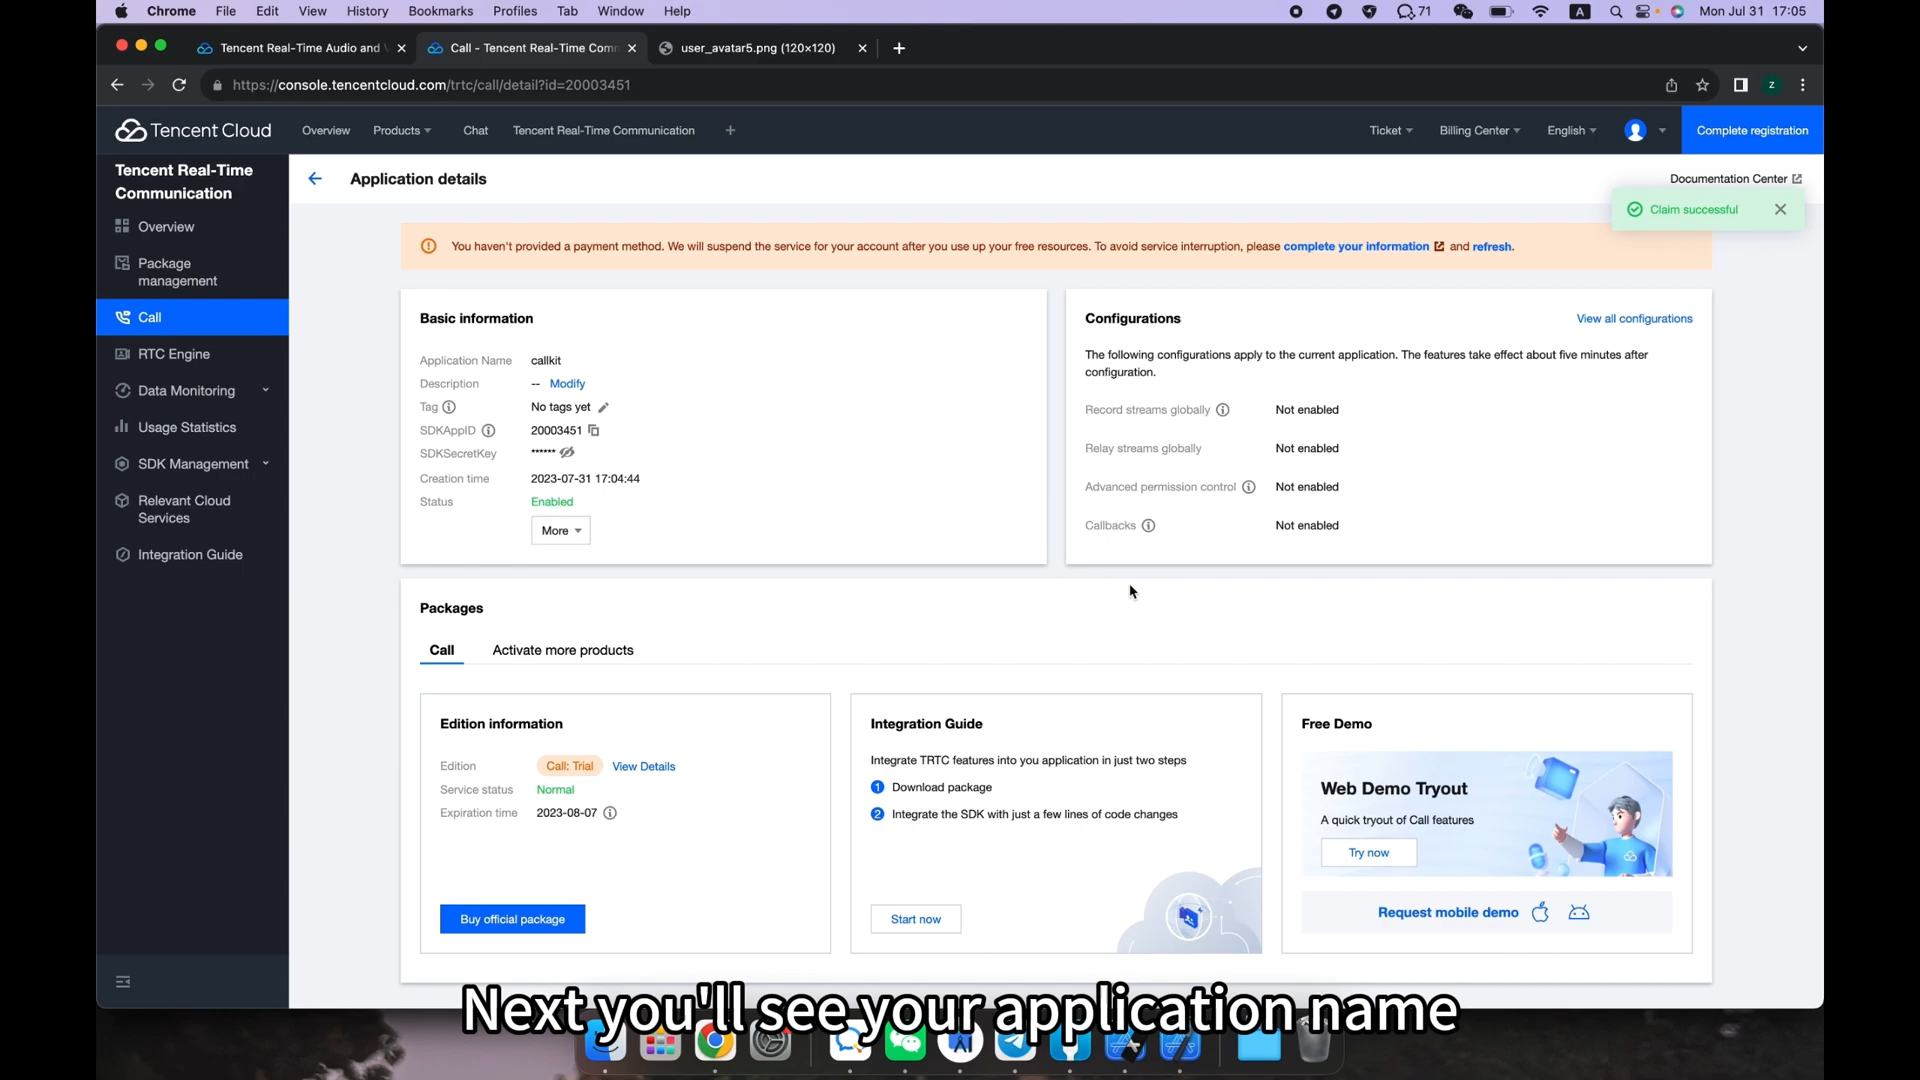 Chrome File Edit View History Bookmarks Profiles Tab Window Help
71 A Mon Jul 31 17:05
Tencent Real-Time Audio and
Call - Tencent Real-Time Com
user_avatar5.png (120×120)
https://console.tencentcloud.com/trtc/call/detail?id=20003451
z
Tencent Cloud
Overview Products Chat Tencent Real-Time Communication
Ticket Billing Center English Complete registration
Tencent Real-Time
Communication
Overview
Package
management
Call
RTC Engine
Data Monitoring
Usage Statistics
SDK Management
Relevant Cloud
Services
Integration Guide
Application details
Documentation Center
Claim successful
You haven't provided a payment method. We will suspend the service for your account after you use up your free resources. To avoid service interruption, please complete your information and refresh.
Basic information
Application Name callkit
Description -- Modify
Tag No tags yet
SDKAppID 20003451
SDKSecretKey ******
Creation time 2023-07-31 17:04:44
Status Enabled
More
Configurations
View all configurations
The following configurations apply to the current application. The features take effect about five minutes after
configuration.
Record streams globally Not enabled
Relay streams globally Not enabled
Advanced permission control Not enabled
Callbacks Not enabled
Packages
Call Activate more products
Edition information
Edition Call: Trial View Details
Service status Normal
Expiration time 2023-08-07
Buy official package
Integration Guide
Integrate TRTC features into you application in just two steps
1 Download package
2 Integrate the SDK with just a few lines of code changes
Start now
Free Demo
Web Demo Tryout
A quick tryout of Call features
Try now
Request mobile demo
Next you'll see your application name